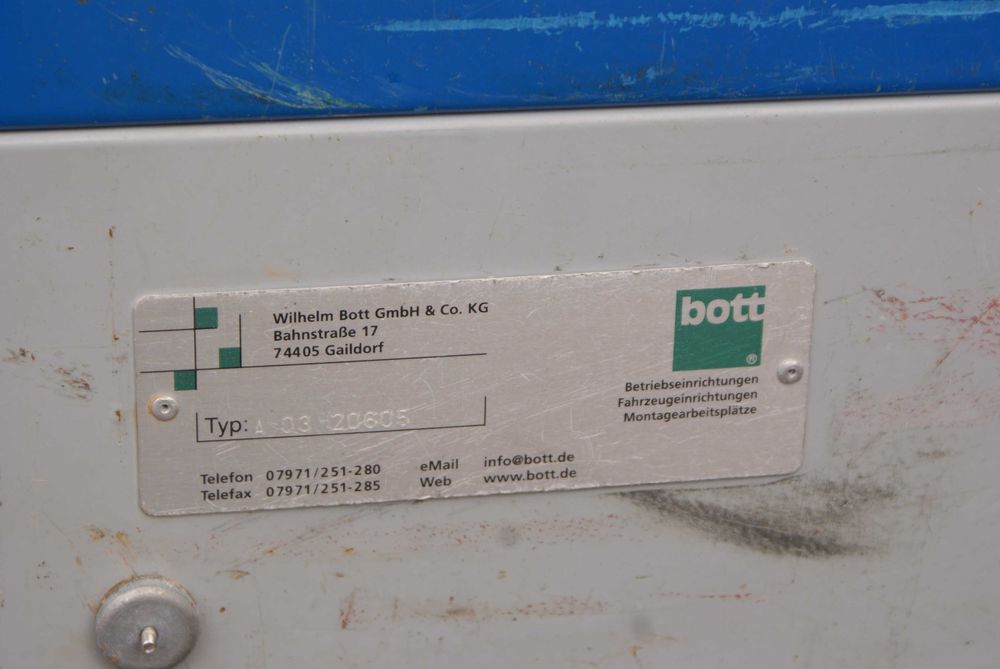 Wilhelm Bott GmbH & Co. KG
Bahnstraße 17
74405 Gaildorf
bott
®
Betriebseinrichtungen
Fahrzeugeinrichtungen
Montagearbeitsplätze
Typ: A 03 20605
Telefon 07971/251-280
Telefax 07971/251-285
eMail info@bott.de
Web www.bott.de